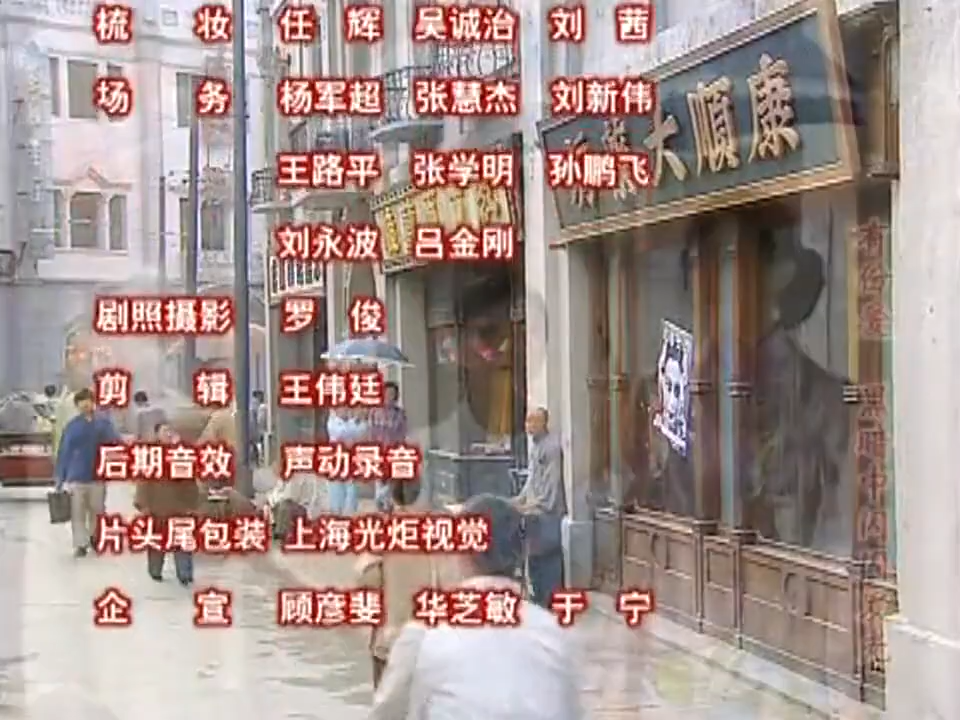 梳 妆 任 辉 吴诚治 刘 茜
场 务 杨军超 张慧杰 刘新伟
王路平 张学明 孙鹏飞
刘永波 吕金刚
剧照摄影 罗 俊
剪 辑 王伟廷
后期音效 声动录音
片头尾包装 上海光炬视觉
企 宣 顾彦斐 华芝敏 于 宁
大順康